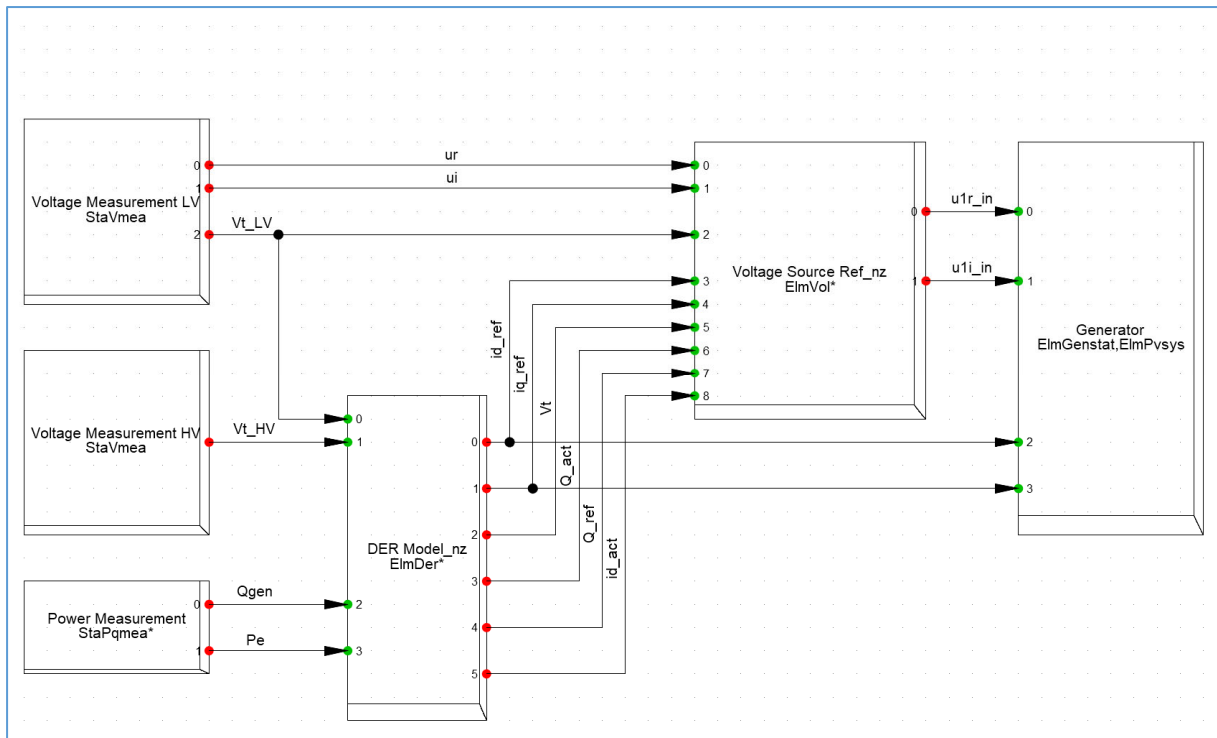 Voltage Measurement LV
StaVmea
0
1
2
ur
ui
Vt_LV
0
1
2
3
4
5
6
7
8
Voltage Source Ref_nz
ElmVol*
0
1
u1r_in
u1i_in
0
1
2
3
Generator
ElmGenstat,ElmPvsys
Voltage Measurement HV
StaVmea
Vt_HV
id_ref
iq_ref
Vt
Q_act
Q_ref
id_act
0
1
2
3
DER Model_nz
ElmDer*
0
1
2
3
4
5
Power Measurement
StaPqmea*
0
1
Qgen
Pe